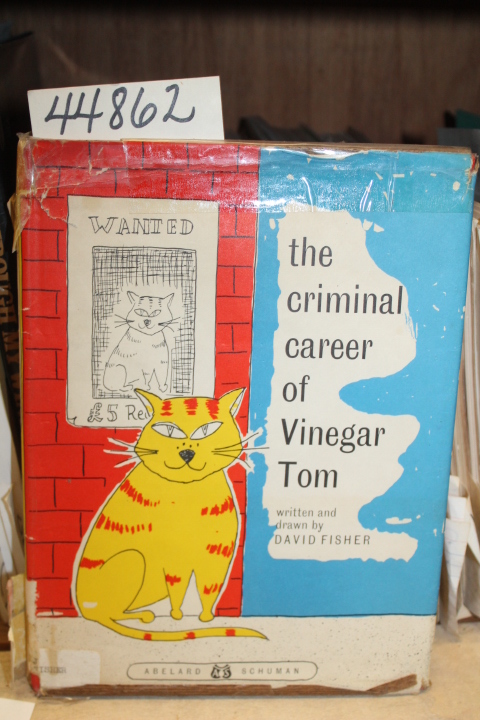 44862
WANTED
£5 Re
the
criminal
career
of
Vinegar
Tom
written and
drawn by
DAVID FISHER
ABELARD AS SCHUMAN